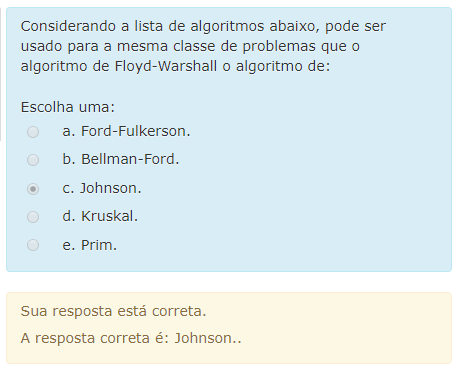 Considerando a lista de algoritmos abaixo, pode ser
usado para a mesma classe de problemas que o
algoritmo de Floyd-Warshall o algoritmo de:
Escolha uma:
a. Ford-Fulkerson.
b. Bellman-Ford.
c. Johnson.
d. Kruskal.
e. Prim.
Sua resposta está correta.
A resposta correta é: Johnson..